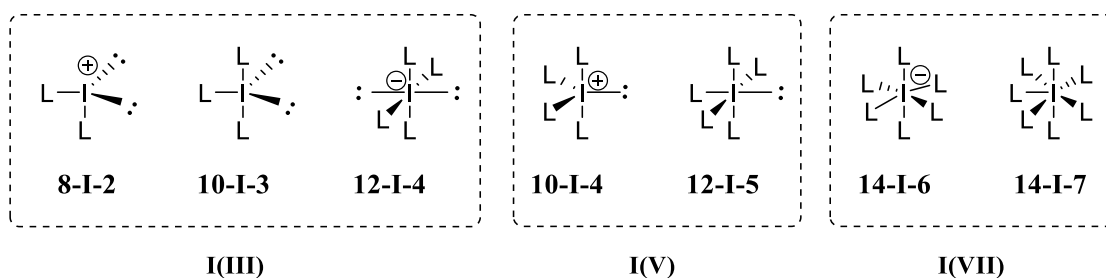 L L I ⊕ : :
L L I L : :
: I ⊖ L L L L :
L L L I ⊕ L :
L L L I L L :
L L L I ⊖ L L L
L L L L I L L L
8-I-2 10-I-3 12-I-4 10-I-4 12-I-5 14-I-6 14-I-7
I(III) I(V) I(VII)